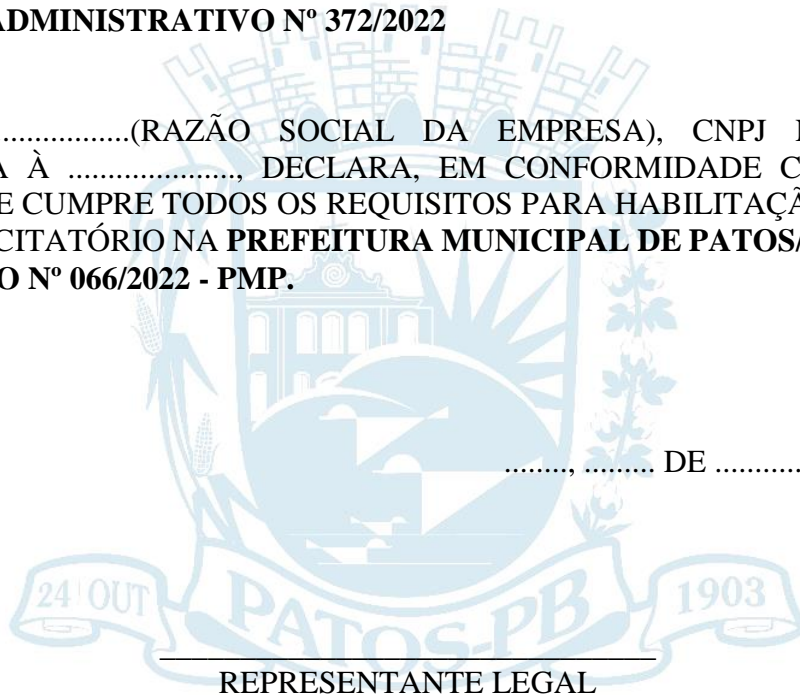 ADMINISTRATIVO Nº 372/2022
................(RAZÃO SOCIAL DA EMPRESA), CNPJ
À ....................., DECLARA, EM CONFORMIDADE
E CUMPRE TODOS OS REQUISITOS PARA
CITATÓRIO NA PREFEITURA MUNICIPAL DE PATOS/
O Nº 066/2022 - PMP.
........, ......... DE ...........
24 OUT
PATOS-PB
1903
REPRESENTANTE LEGAL